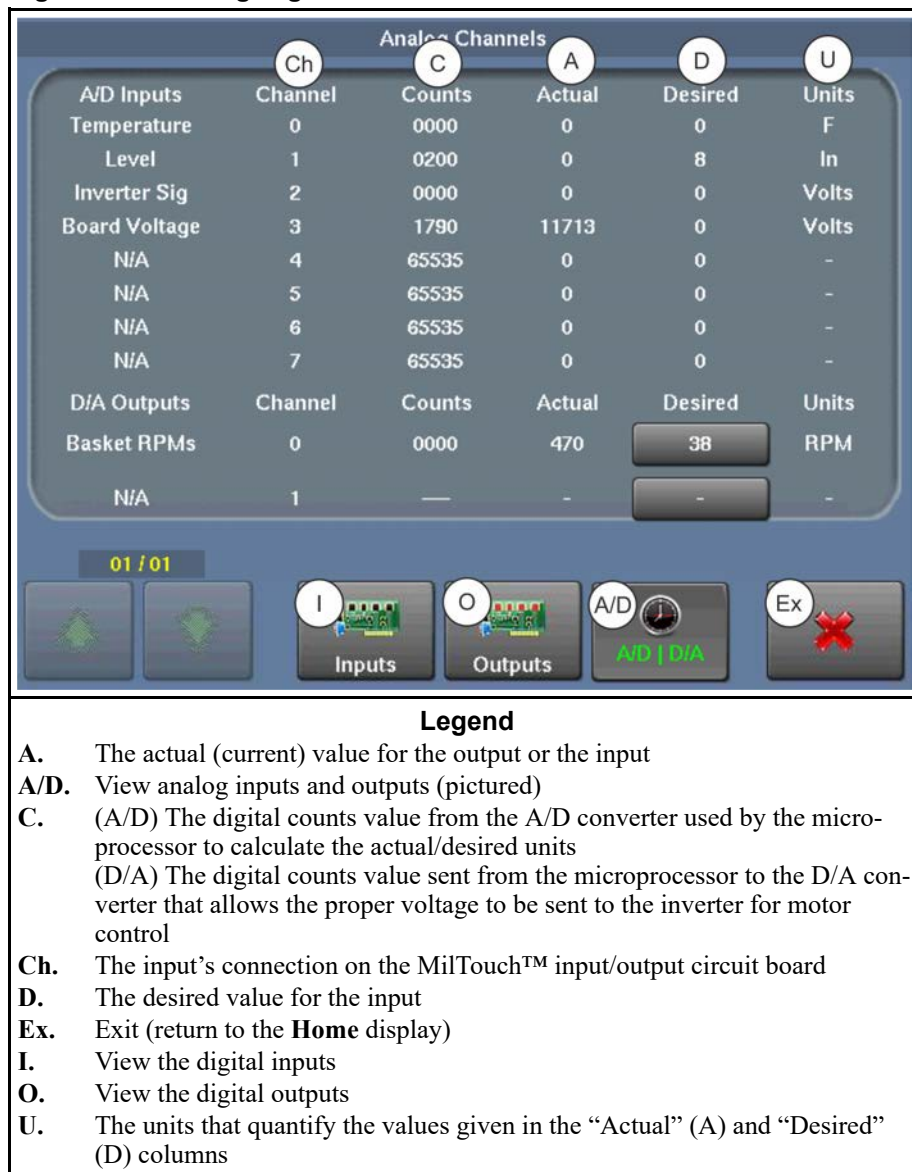 Analog Channels
Ch C A D U
A/D Inputs Channel Counts Actual Desired Units
Temperature 0 0000 0 0 F
Level 1 0200 0 8 In
Inverter Sig 2 0000 0 0 Volts
Board Voltage 3 1790 11713 0 Volts
N/A 4 65535 0 0 -
N/A 5 65535 0 0 -
N/A 6 65535 0 0 -
N/A 7 65535 0 0 -
D/A Outputs Channel Counts Actual Desired Units
Basket RPMs 0 0000 470 38 RPM
N/A 1 — - - -
01 / 01
I O A/D Ex
Inputs Outputs A/D | D/A
Legend
A. The actual (current) value for the output or the input
A/D. View analog inputs and outputs (pictured)
C. (A/D) The digital counts value from the A/D converter used by the micro-
processor to calculate the actual/desired units
(D/A) The digital counts value sent from the microprocessor to the D/A con-
verter that allows the proper voltage to be sent to the inverter for motor
control
Ch. The input’s connection on the MilTouch™ input/output circuit board
D. The desired value for the input
Ex. Exit (return to the Home display)
I. View the digital inputs
O. View the digital outputs
U. The units that quantify the values given in the “Actual” (A) and “Desired”
(D) columns